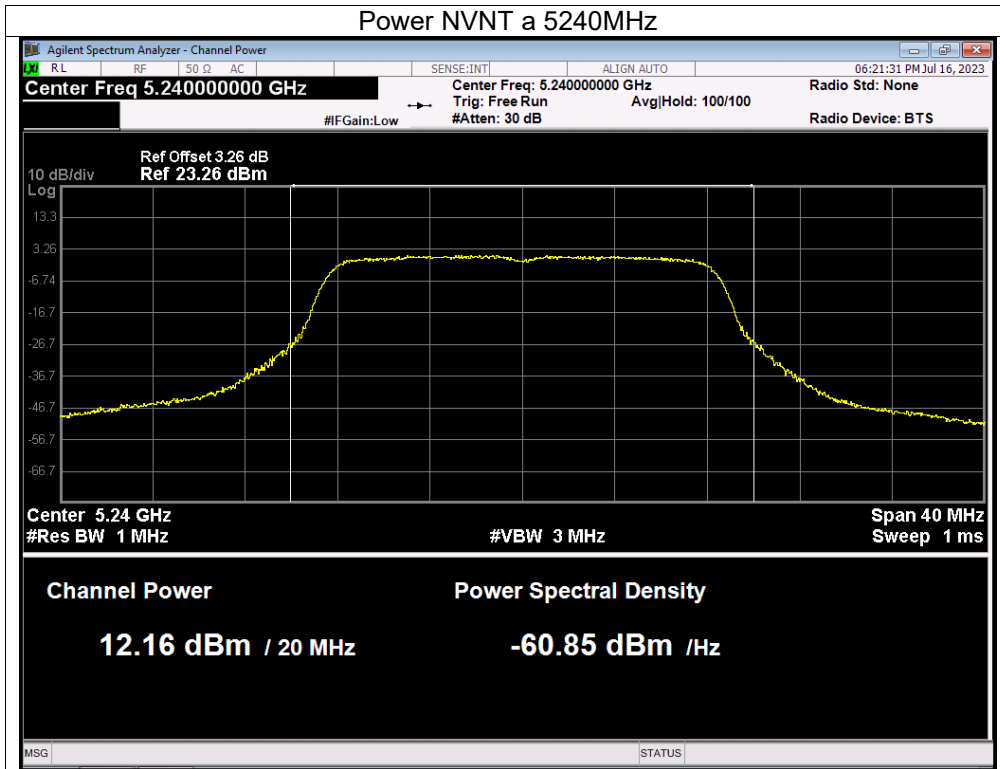 Power NVNT a 5240MHz
Agilent Spectrum Analyzer - Channel Power
LXI RL RF 50 Ω AC SENSE:INT ALIGN AUTO 06:21:31 PM Jul 16, 2023
Center Freq 5.240000000 GHz
Center Freq: 5.240000000 GHz Radio Std: None
Trig: Free Run Avg|Hold: 100/100
#IFGain:Low #Atten: 30 dB Radio Device: BTS
Ref Offset 3.26 dB
10 dB/div Ref 23.26 dBm
Log
13.3
3.26
-6.74
-16.7
-26.7
-36.7
-46.7
-56.7
-66.7
Center 5.24 GHz Span 40 MHz
#Res BW 1 MHz #VBW 3 MHz Sweep 1 ms
Channel Power Power Spectral Density
12.16 dBm / 20 MHz -60.85 dBm /Hz
MSG STATUS